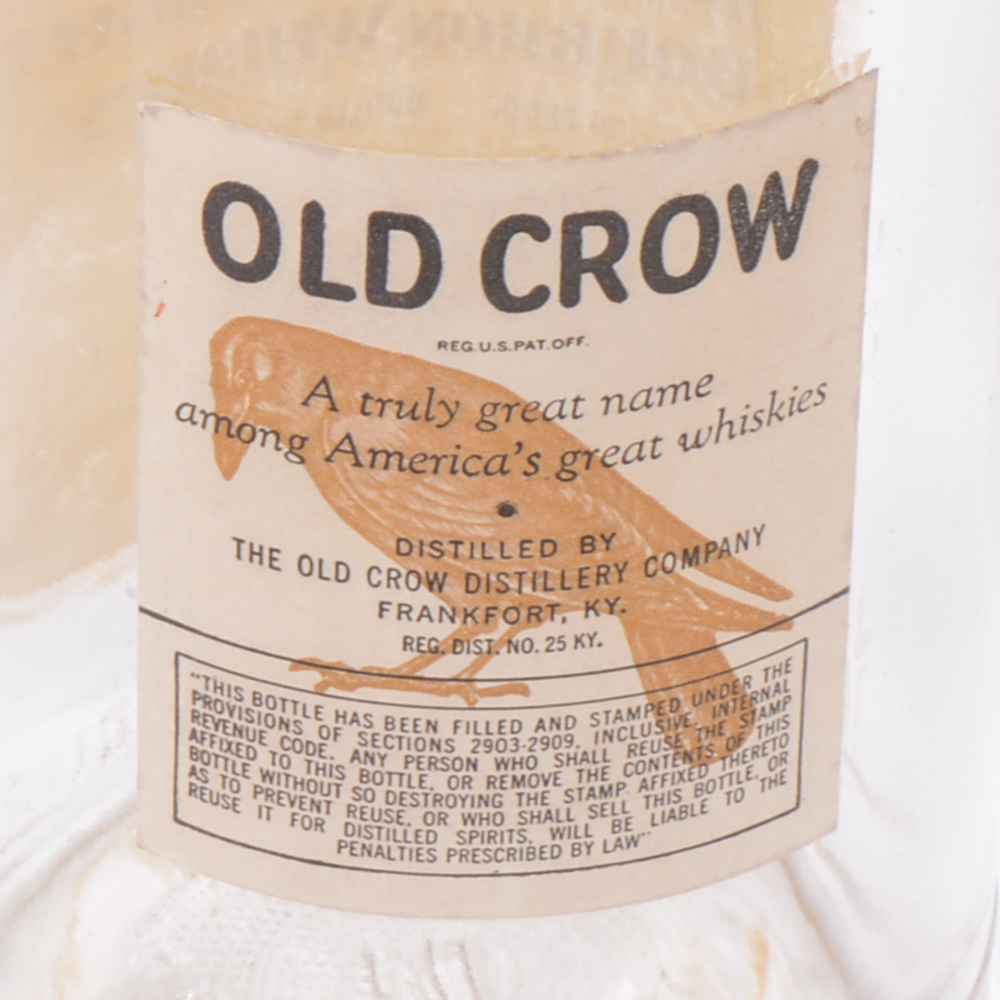 OLD CROW
REG.U.S.PAT.OFF.
A truly great name
among America's great whiskies
DISTILLED BY
THE OLD CROW DISTILLERY COMPANY
FRANKFORT, KY.
REG. DIST. NO. 25 KY.
"THIS BOTTLE HAS BEEN FILLED AND STAMPED UNDER THE
PROVISIONS OF SECTIONS 2903-2909, INCLUSIVE, INTERNAL
REVENUE CODE. ANY PERSON WHO SHALL REUSE THE STAMP
AFFIXED TO THIS BOTTLE, OR REMOVE THE CONTENTS OF THIS
BOTTLE WITHOUT SO DESTROYING THE STAMP AFFIXED THERETO
AS TO PREVENT REUSE, OR WHO SHALL SELL THIS BOTTLE, OR
REUSE IT FOR DISTILLED SPIRITS, WILL BE LIABLE TO THE
PENALTIES PRESCRIBED BY LAW"